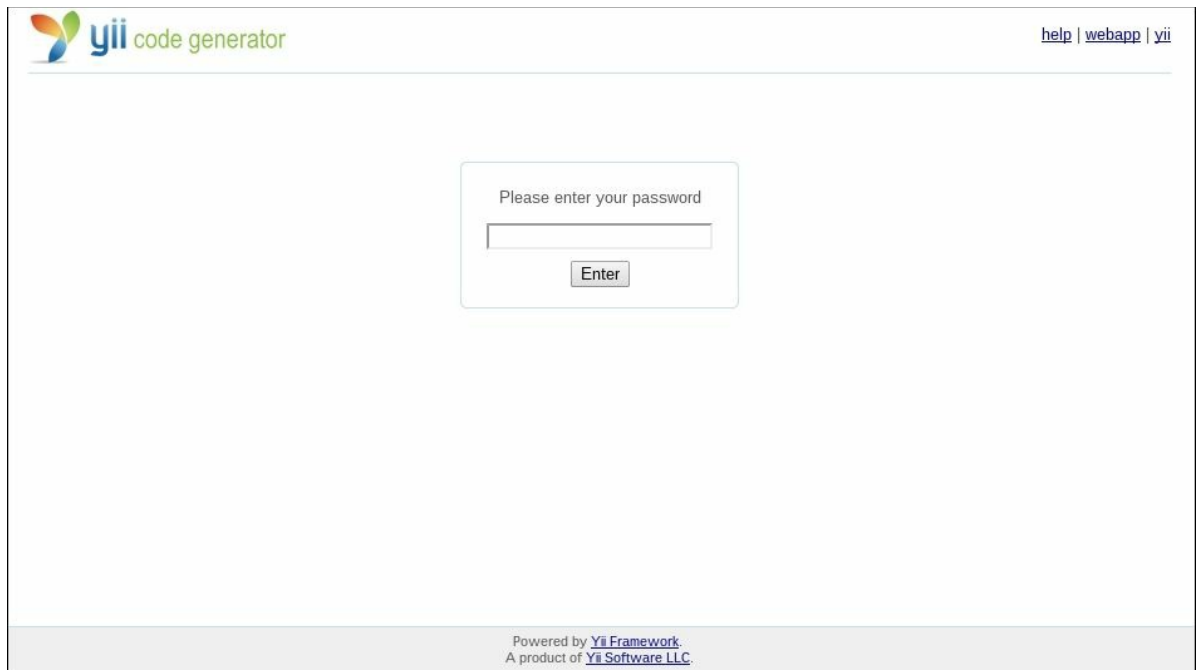 yii code generator
help | webapp | yii
Please enter your password
Enter
Powered by Yii Framework.
A product of Yii Software LLC.